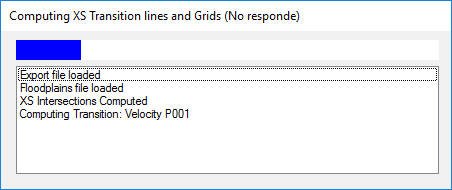 Computing XS Transition lines and Grids (No responde)
Export file loaded
Floodplains file loaded
XS Intersections Computed
Computing Transition: Velocity P001